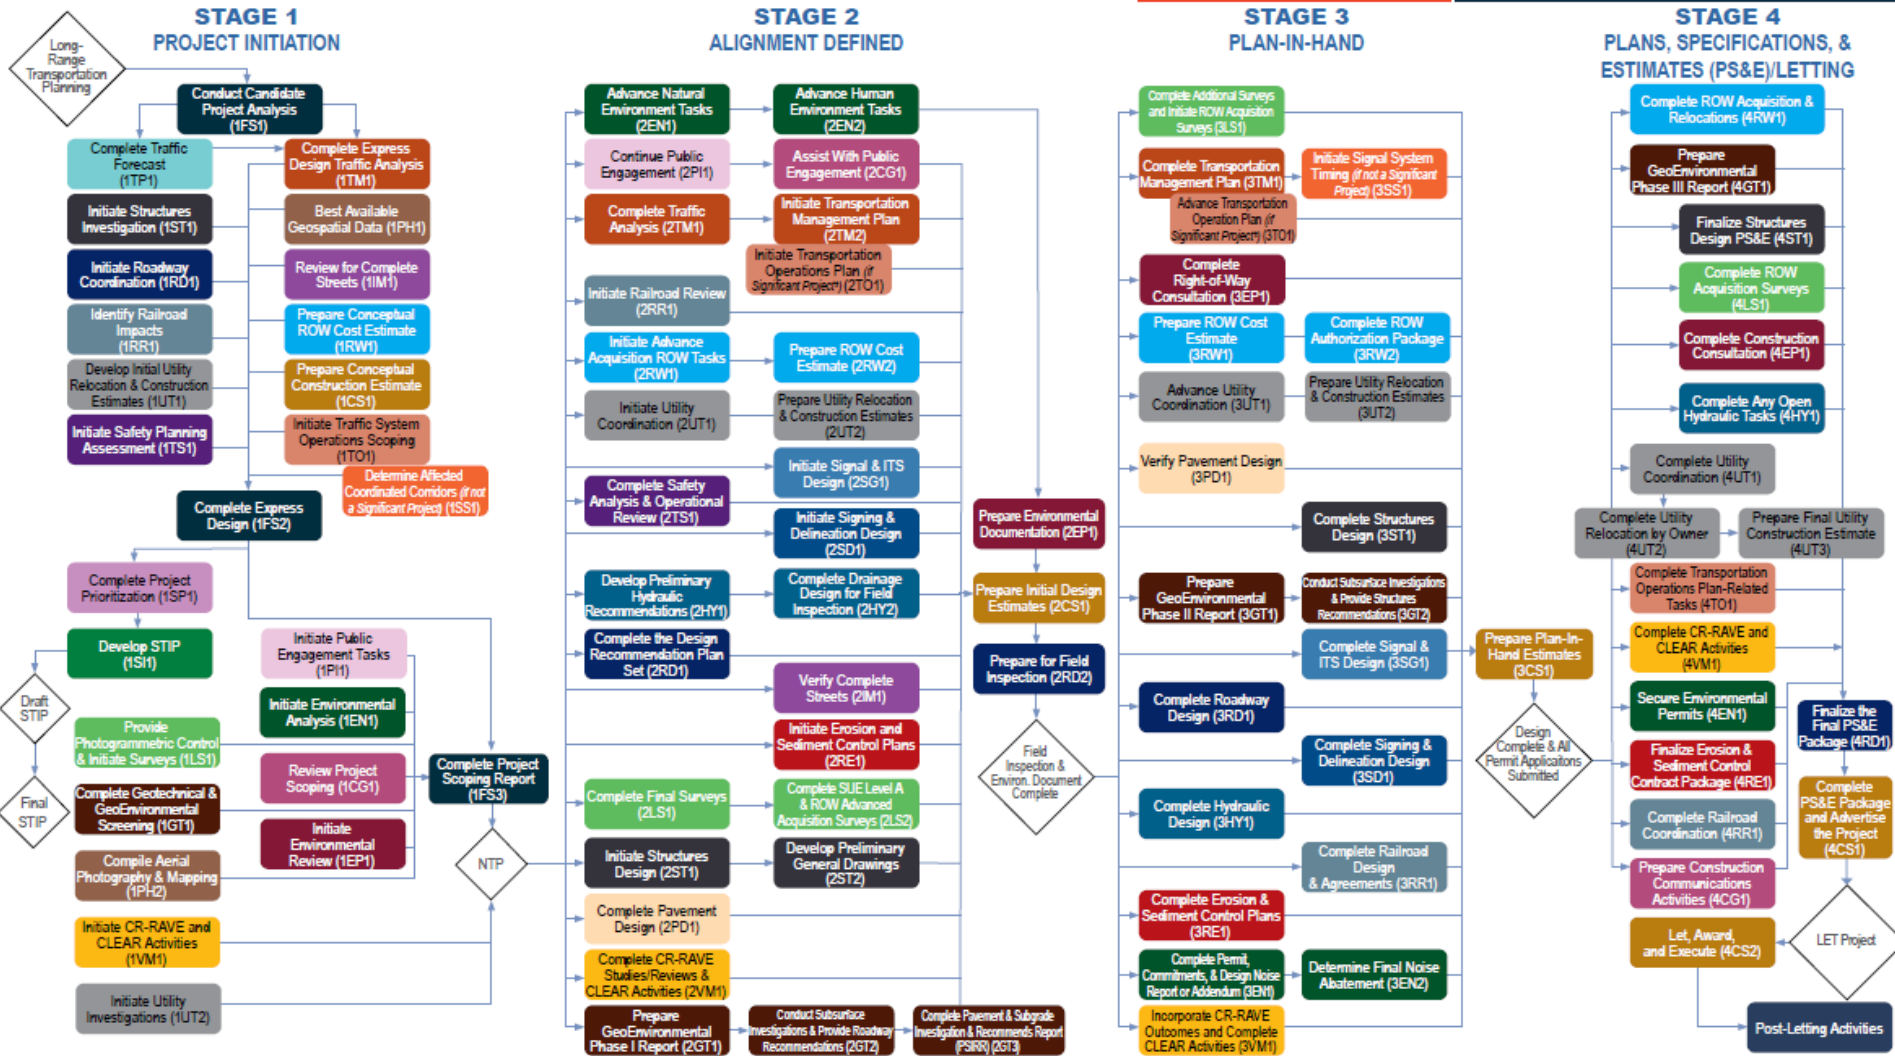 STAGE 1
PROJECT INITIATION
Long-
Range
Transportation
Planning
Conduct Candidate
Project Analysis
(1FS1)
Complete Traffic
Forecast
(1TP1)
Complete Express
Design Traffic Analysis
(1TM1)
Initiate Structures
Investigation (1ST1)
Best Available
Geospatial Data (1PH1)
Initiate Roadway
Coordination (1RD1)
Review for Complete
Streets (1IM1)
Identify Railroad
Impacts
(1RR1)
Prepare Conceptual
ROW Cost Estimate
(1RW1)
Develop Initial Utility
Relocation & Construction
Estimates (1UT1)
Prepare Conceptual
Construction Estimate
(1CS1)
Initiate Safety Planning
Assessment (1TS1)
Initiate Traffic System
Operations Scoping
(1TO1)
Determine Affected
Coordinated Corridors (if not
a Significant Project) (1SS1)
Complete Express
Design (1FS2)
Complete Project
Prioritization (1SP1)
Develop STIP
(1SI1)
Draft
STIP
Final
STIP
Initiate Public
Engagement Tasks
(1PI1)
Initiate Environmental
Analysis (1EN1)
Provide
Photogrammetric Control
& Initiate Surveys (1LS1)
Review Project
Scoping (1CG1)
Complete Geotechnical &
GeoEnvironmental
Screening (1GT1)
Initiate
Environmental
Review (1EP1)
Compile Aerial
Photography & Mapping
(1PH2)
Initiate CR-RAVE and
CLEAR Activities
(1VM1)
Initiate Utility
Investigations (1UT2)
Complete Project
Scoping Report
(1FS3)
NTP
STAGE 2
ALIGNMENT DEFINED
Advance Natural
Environment Tasks
(2EN1)
Advance Human
Environment Tasks
(2EN2)
Continue Public
Engagement (2PI1)
Assist With Public
Engagement (2CG1)
Complete Traffic
Analysis (2TM1)
Initiate Transportation
Management Plan
(2TM2)
Initiate Transportation
Operations Plan (if
Significant Project*) (2TO1)
Initiate Railroad Review
(2RR1)
Initiate Advance
Acquisition ROW Tasks
(2RW1)
Prepare ROW Cost
Estimate (2RW2)
Initiate Utility
Coordination (2UT1)
Prepare Utility Relocation
& Construction Estimates
(2UT2)
Initiate Signal & ITS
Design (2SG1)
Complete Safety
Analysis & Operational
Review (2TS1)
Initiate Signing &
Delineation Design
(2SD1)
Develop Preliminary
Hydraulic
Recommendations (2HY1)
Complete Drainage
Design for Field
Inspection (2HY2)
Complete the Design
Recommendation Plan
Set (2RD1)
Verify Complete
Streets (2IM1)
Initiate Erosion and
Sediment Control Plans
(2RE1)
Complete Final Surveys
(2LS1)
Complete SUE Level A
& ROW Advanced
Acquisition Surveys (2LS2)
Initiate Structures
Design (2ST1)
Develop Preliminary
General Drawings
(2ST2)
Complete Pavement
Design (2PD1)
Complete CR-RAVE
Studies/Reviews &
CLEAR Activities (2VM1)
Prepare
GeoEnvironmental
Phase I Report (2GT1)
Conduct Subsurface
Investigations & Provide Roadway
Recommendations (2GT2)
Complete Pavement & Subgrade
Investigation & Recommends Report
(PSIRR) (2GT3)
Prepare Environmental
Documentation (2EP1)
Prepare Initial Design
Estimates (2CS1)
Prepare for Field
Inspection (2RD2)
Field
Inspection &
Environ. Document
Complete
STAGE 3
PLAN-IN-HAND
Complete Additional Surveys
and Initiate ROW Acquisition
Surveys (3LS1)
Complete Transportation
Management Plan (3TM1)
Initiate Signal System
Timing (if not a Significant
Project) (3SS1)
Advance Transportation
Operation Plan (if
Significant Project*) (3TO1)
Complete
Right-of-Way
Consultation (3EP1)
Prepare ROW Cost
Estimate
(3RW1)
Complete ROW
Authorization Package
(3RW2)
Advance Utility
Coordination (3UT1)
Prepare Utility Relocation
& Construction Estimates
(3UT2)
Verify Pavement Design
(3PD1)
Complete Structures
Design (3ST1)
Prepare
GeoEnvironmental
Phase II Report (3GT1)
Conduct Subsurface Investigations
& Provide Structures
Recommendations (3GT2)
Complete Signal &
ITS Design (3SG1)
Complete Roadway
Design (3RD1)
Complete Signing &
Delineation Design
(3SD1)
Complete Hydraulic
Design (3HY1)
Complete Railroad
Design
& Agreements (3RR1)
Complete Erosion &
Sediment Control Plans
(3RE1)
Complete Permit,
Commitments, & Design Noise
Report or Addendum (3EN1)
Determine Final Noise
Abatement (3EN2)
Incorporate CR-RAVE
Outcomes and Complete
CLEAR Activities (3VM1)
Prepare Plan-In-
Hand Estimates
(3CS1)
Design
Complete & All
Permit Applicaitons
Submitted
STAGE 4
PLANS, SPECIFICATIONS, &
ESTIMATES (PS&E)/LETTING
Complete ROW Acquisition &
Relocations (4RW1)
Prepare
GeoEnvironmental
Phase III Report (4GT1)
Finalize Structures
Design PS&E (4ST1)
Complete ROW
Acquisition Surveys
(4LS1)
Complete Construction
Consultation (4EP1)
Complete Any Open
Hydraulic Tasks (4HY1)
Complete Utility
Coordination (4UT1)
Complete Utility
Relocation by Owner
(4UT2)
Prepare Final Utility
Construction Estimate
(4UT3)
Complete Transportation
Operations Plan-Related
Tasks (4TO1)
Complete CR-RAVE and
CLEAR Activities
(4VM1)
Secure Environmental
Permits (4EN1)
Finalize Erosion &
Sediment Control
Contract Package (4RE1)
Complete Railroad
Coordination (4RR1)
Prepare Construction
Communications
Activities (4CG1)
Finalize the
Final PS&E
Package (4RD1)
Complete
PS&E Package
and Advertise
the Project
(4CS1)
LET Project
Let, Award,
and Execute (4CS2)
Post-Letting Activities